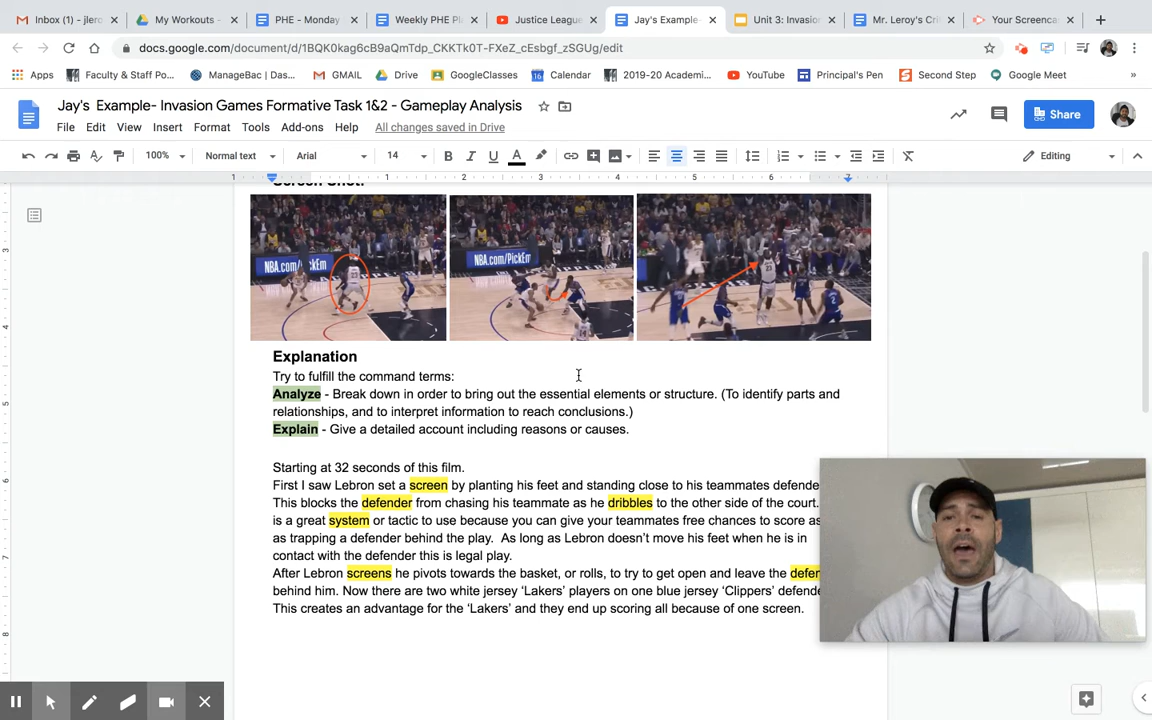 Inbox (1) - jlero
My Workouts -
PHE - Monday
Weekly PHE Pl
Justice League
Jay's Example-
Unit 3: Invasion
Mr. Leroy's Cri
Your Screenca
docs.google.com/document/d/1BQK0kag6cB9aQmTdp_CKKTk0T-FXeZ_cEsbgf_zSGUg/edit
Apps
Faculty & Staff Po...
ManageBac | Das...
GMAIL
Drive
GoogleClasses
Calendar
2019-20 Academi...
YouTube
Principal's Pen
Second Step
Google Meet
Jay's Example- Invasion Games Formative Task 1&2 - Gameplay Analysis
Share
File Edit View Insert Format Tools Add-ons Help All changes saved in Drive
100% Normal text Arial 14 Editing
Screen Shot:
NBA.com/PickEm
NBA.com/PickEm
Explanation
Try to fulfill the command terms:
Analyze - Break down in order to bring out the essential elements or structure. (To identify parts and
relationships, and to interpret information to reach conclusions.)
Explain - Give a detailed account including reasons or causes.
Starting at 32 seconds of this film.
First I saw Lebron set a screen by planting his feet and standing close to his teammates defende
This blocks the defender from chasing his teammate as he dribbles to the other side of the court.
is a great system or tactic to use because you can give your teammates free chances to score as
as trapping a defender behind the play. As long as Lebron doesn't move his feet when he is in
contact with the defender this is legal play.
After Lebron screens he pivots towards the basket, or rolls, to try to get open and leave the defen
behind him. Now there are two white jersey 'Lakers' players on one blue jersey 'Clippers' defende
This creates an advantage for the 'Lakers' and they end up scoring all because of one screen.